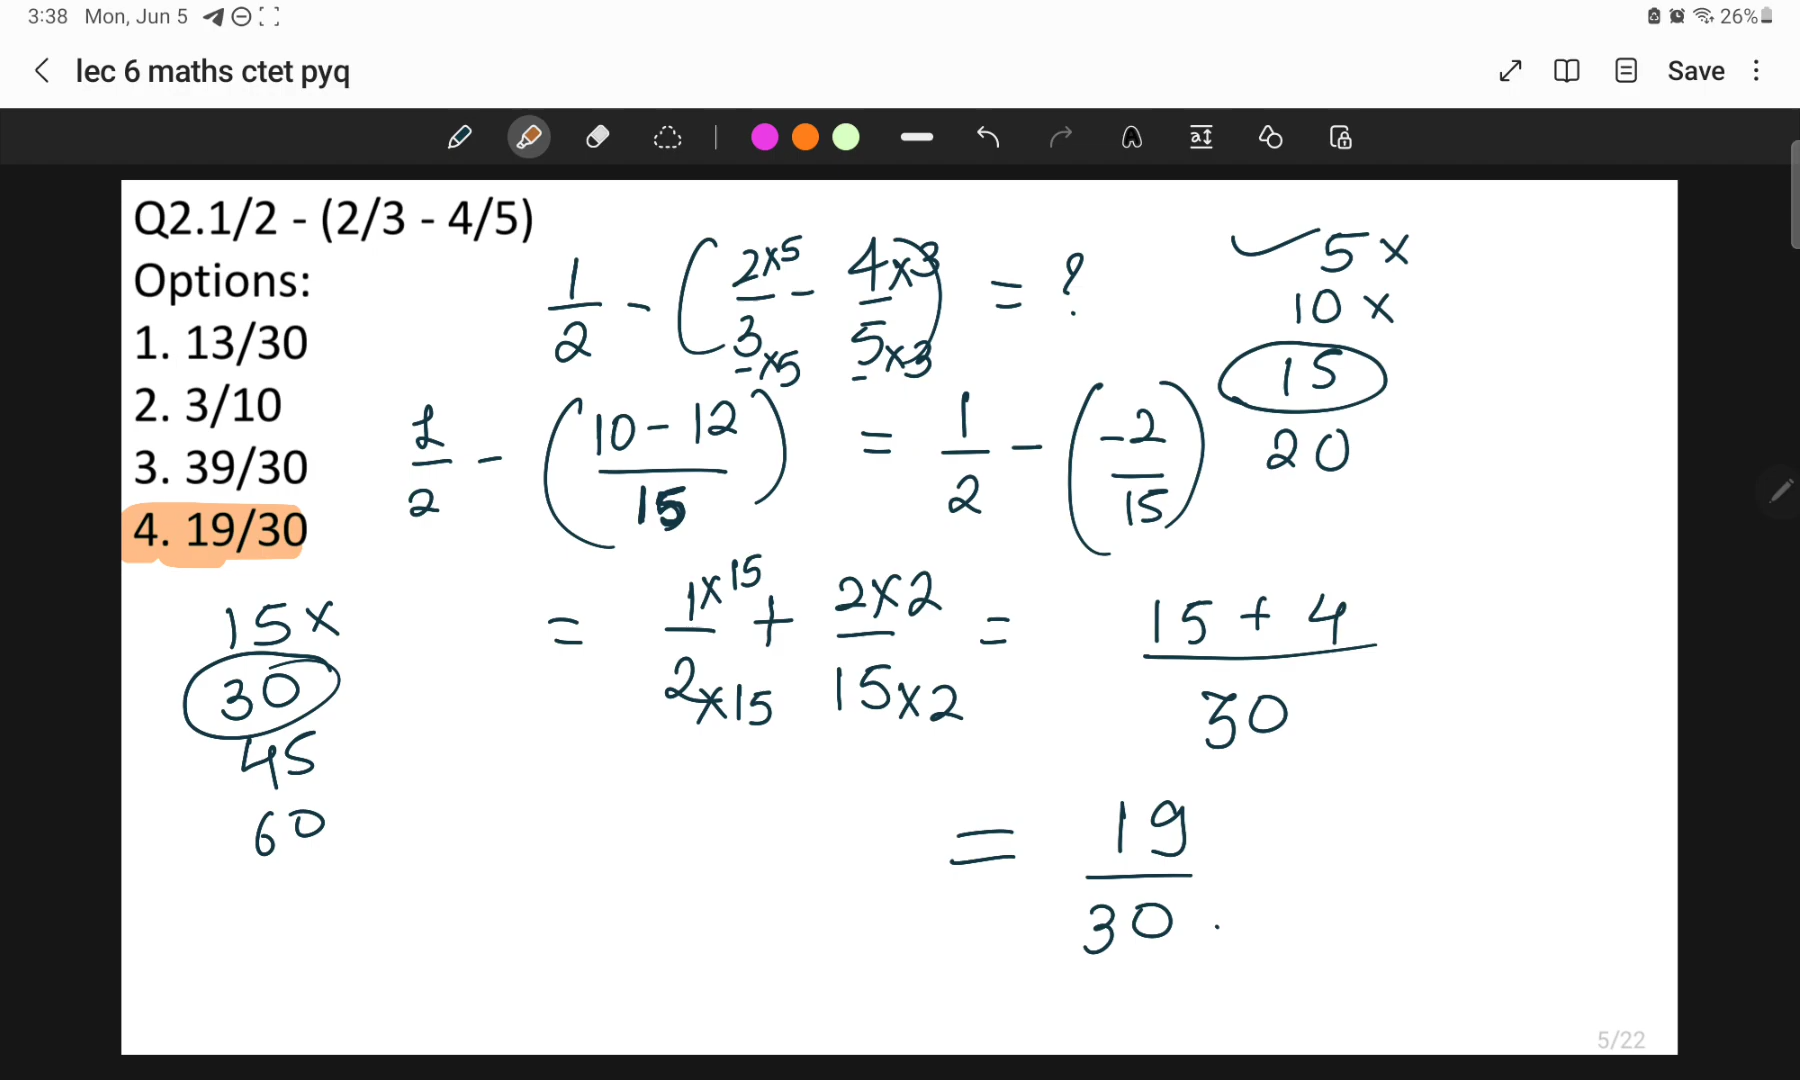 3:38 Mon, Jun 5
26%
lec 6 maths ctet pyq
Save
Q2.1/2 - (2/3 - 4/5)
Options:
1. 13/30
2. 3/10
3. 39/30
4. 19/30
1/2 - (2×5/3×5 - 4×3/5×3) = ?
1/2 - (10 - 12/15) = 1/2 - (-2/15)
= 1×15/2×15 + 2×2/15×2 = 15 + 4/30
= 19/30 .
5 ×
10 ×
15
20
15 ×
30
45
60
5/22